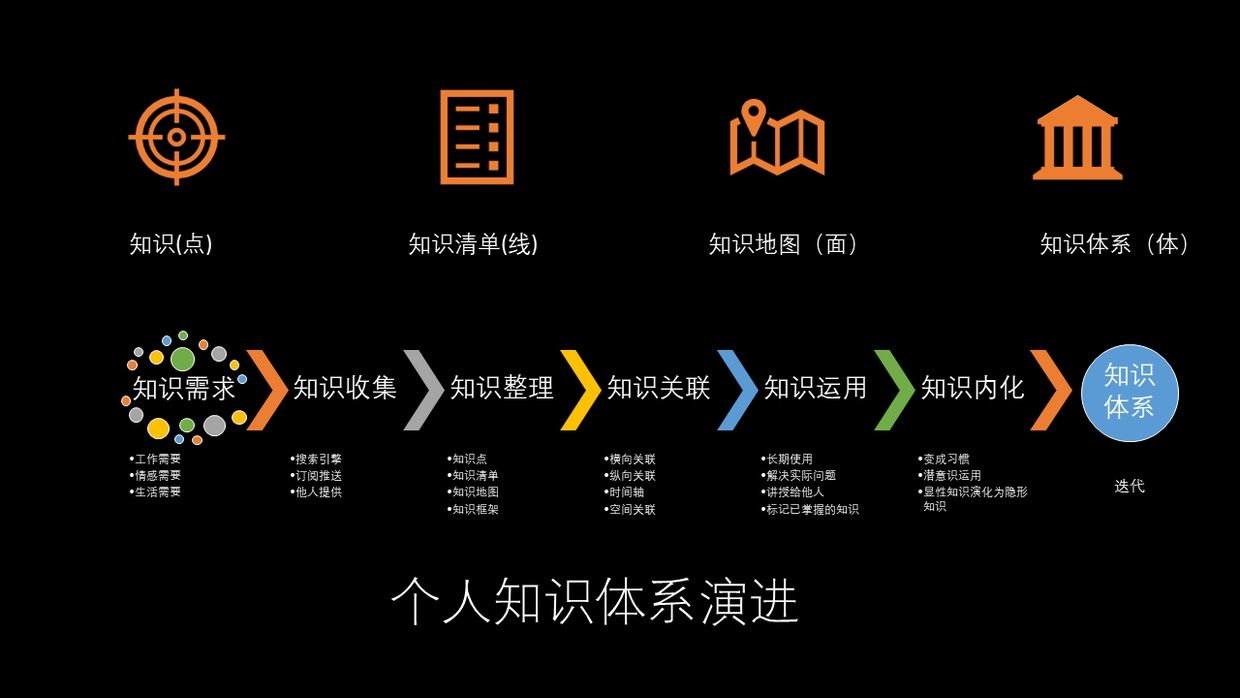 知识(点)
知识清单(线)
知识地图（面）
知识体系（体）
知识需求
知识收集
知识整理
知识关联
知识运用
知识内化
知识
体系
•工作需要
•情感需要
•生活需要
•搜索引擎
•订阅推送
•他人提供
•知识点
•知识清单
•知识地图
•知识框架
•横向关联
•纵向关联
•时间轴
•空间关联
•长期使用
•解决实际问题
•讲授给他人
•标记已掌握的知识
•变成习惯
•潜意识运用
•显性知识演化为隐形
知识
迭代
个人知识体系演进